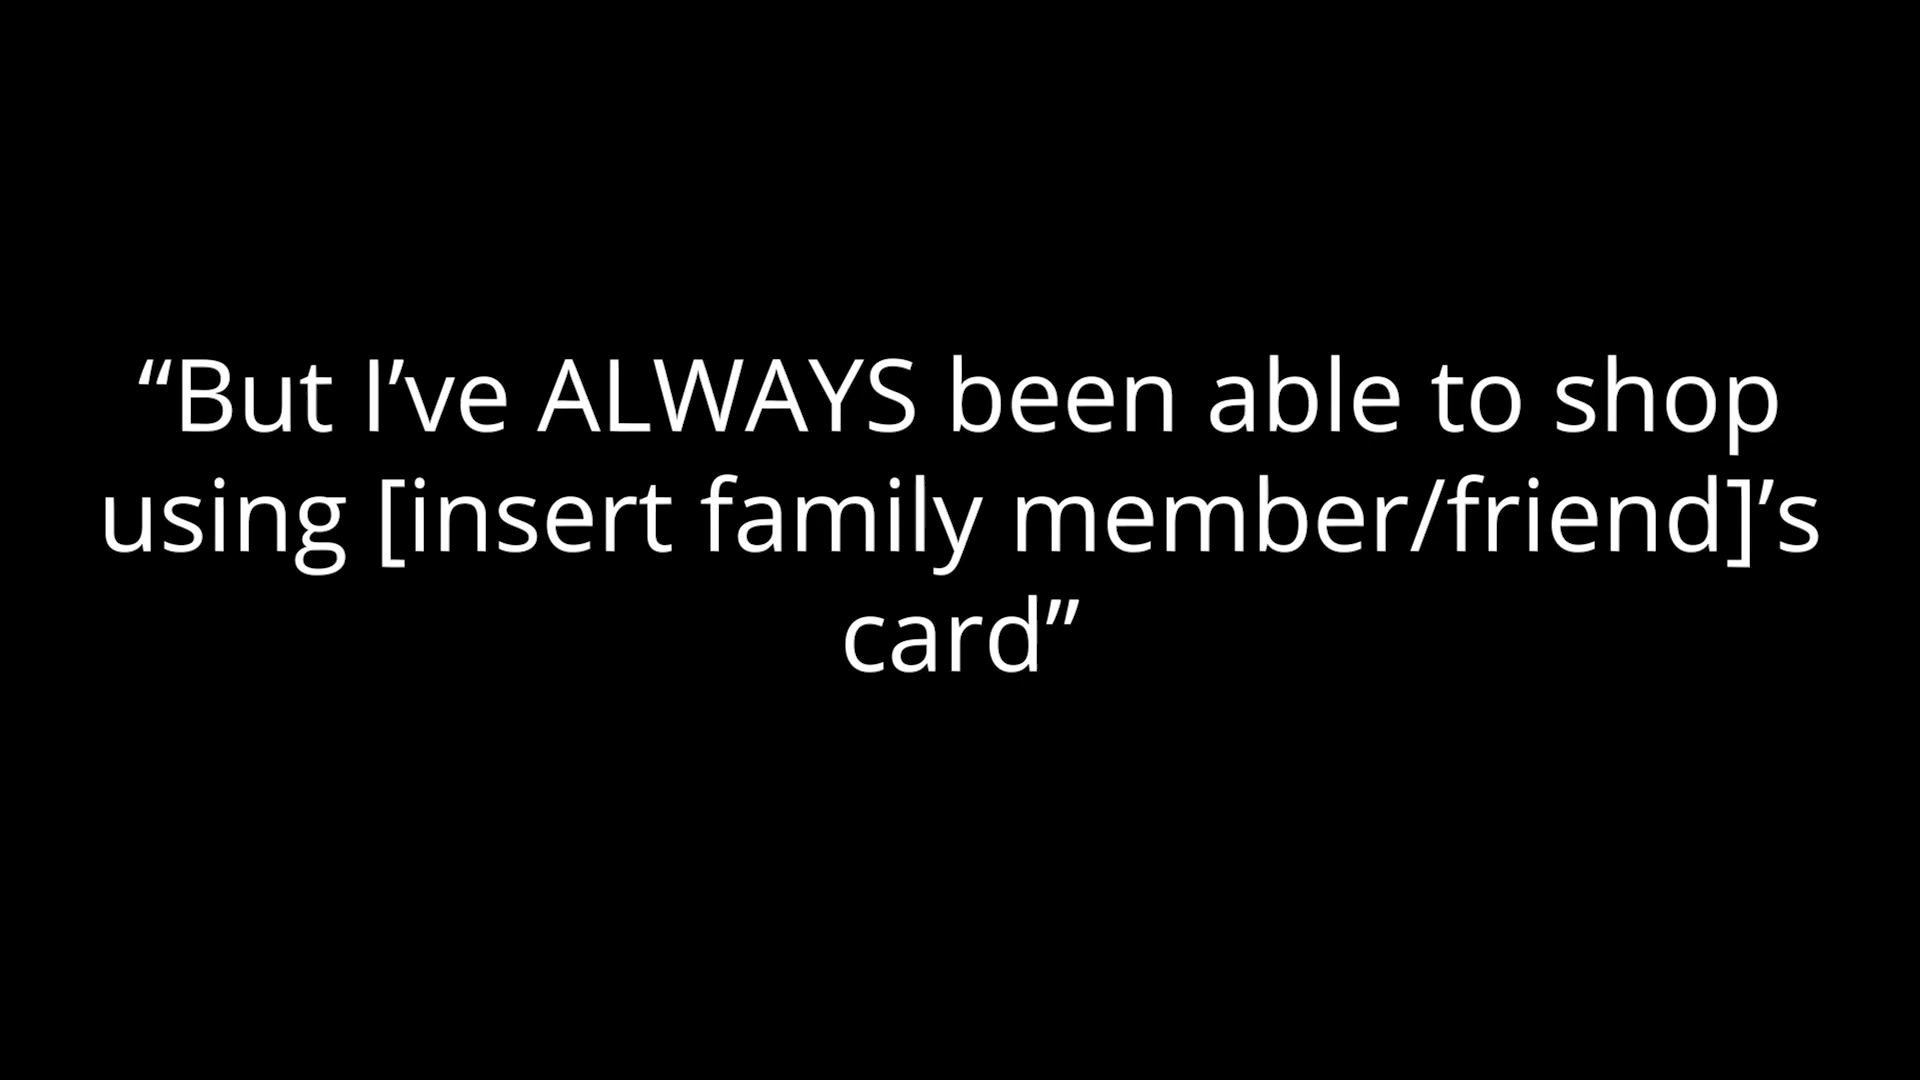 “But I’ve ALWAYS been able to shop
using [insert family member/friend]’s
card”